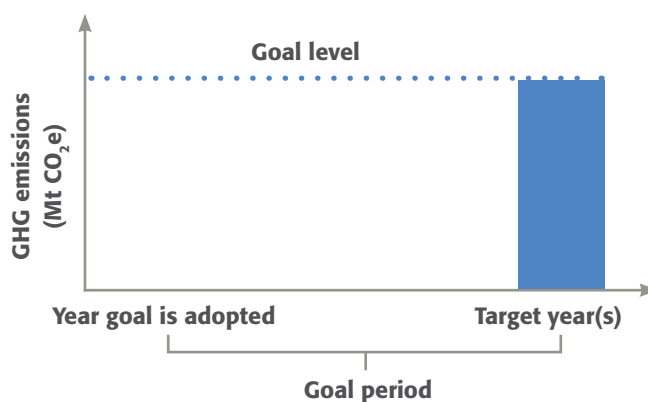 Goal level
GHG emissions
(Mt CO₂e)
Year goal is adopted
Target year(s)
Goal period